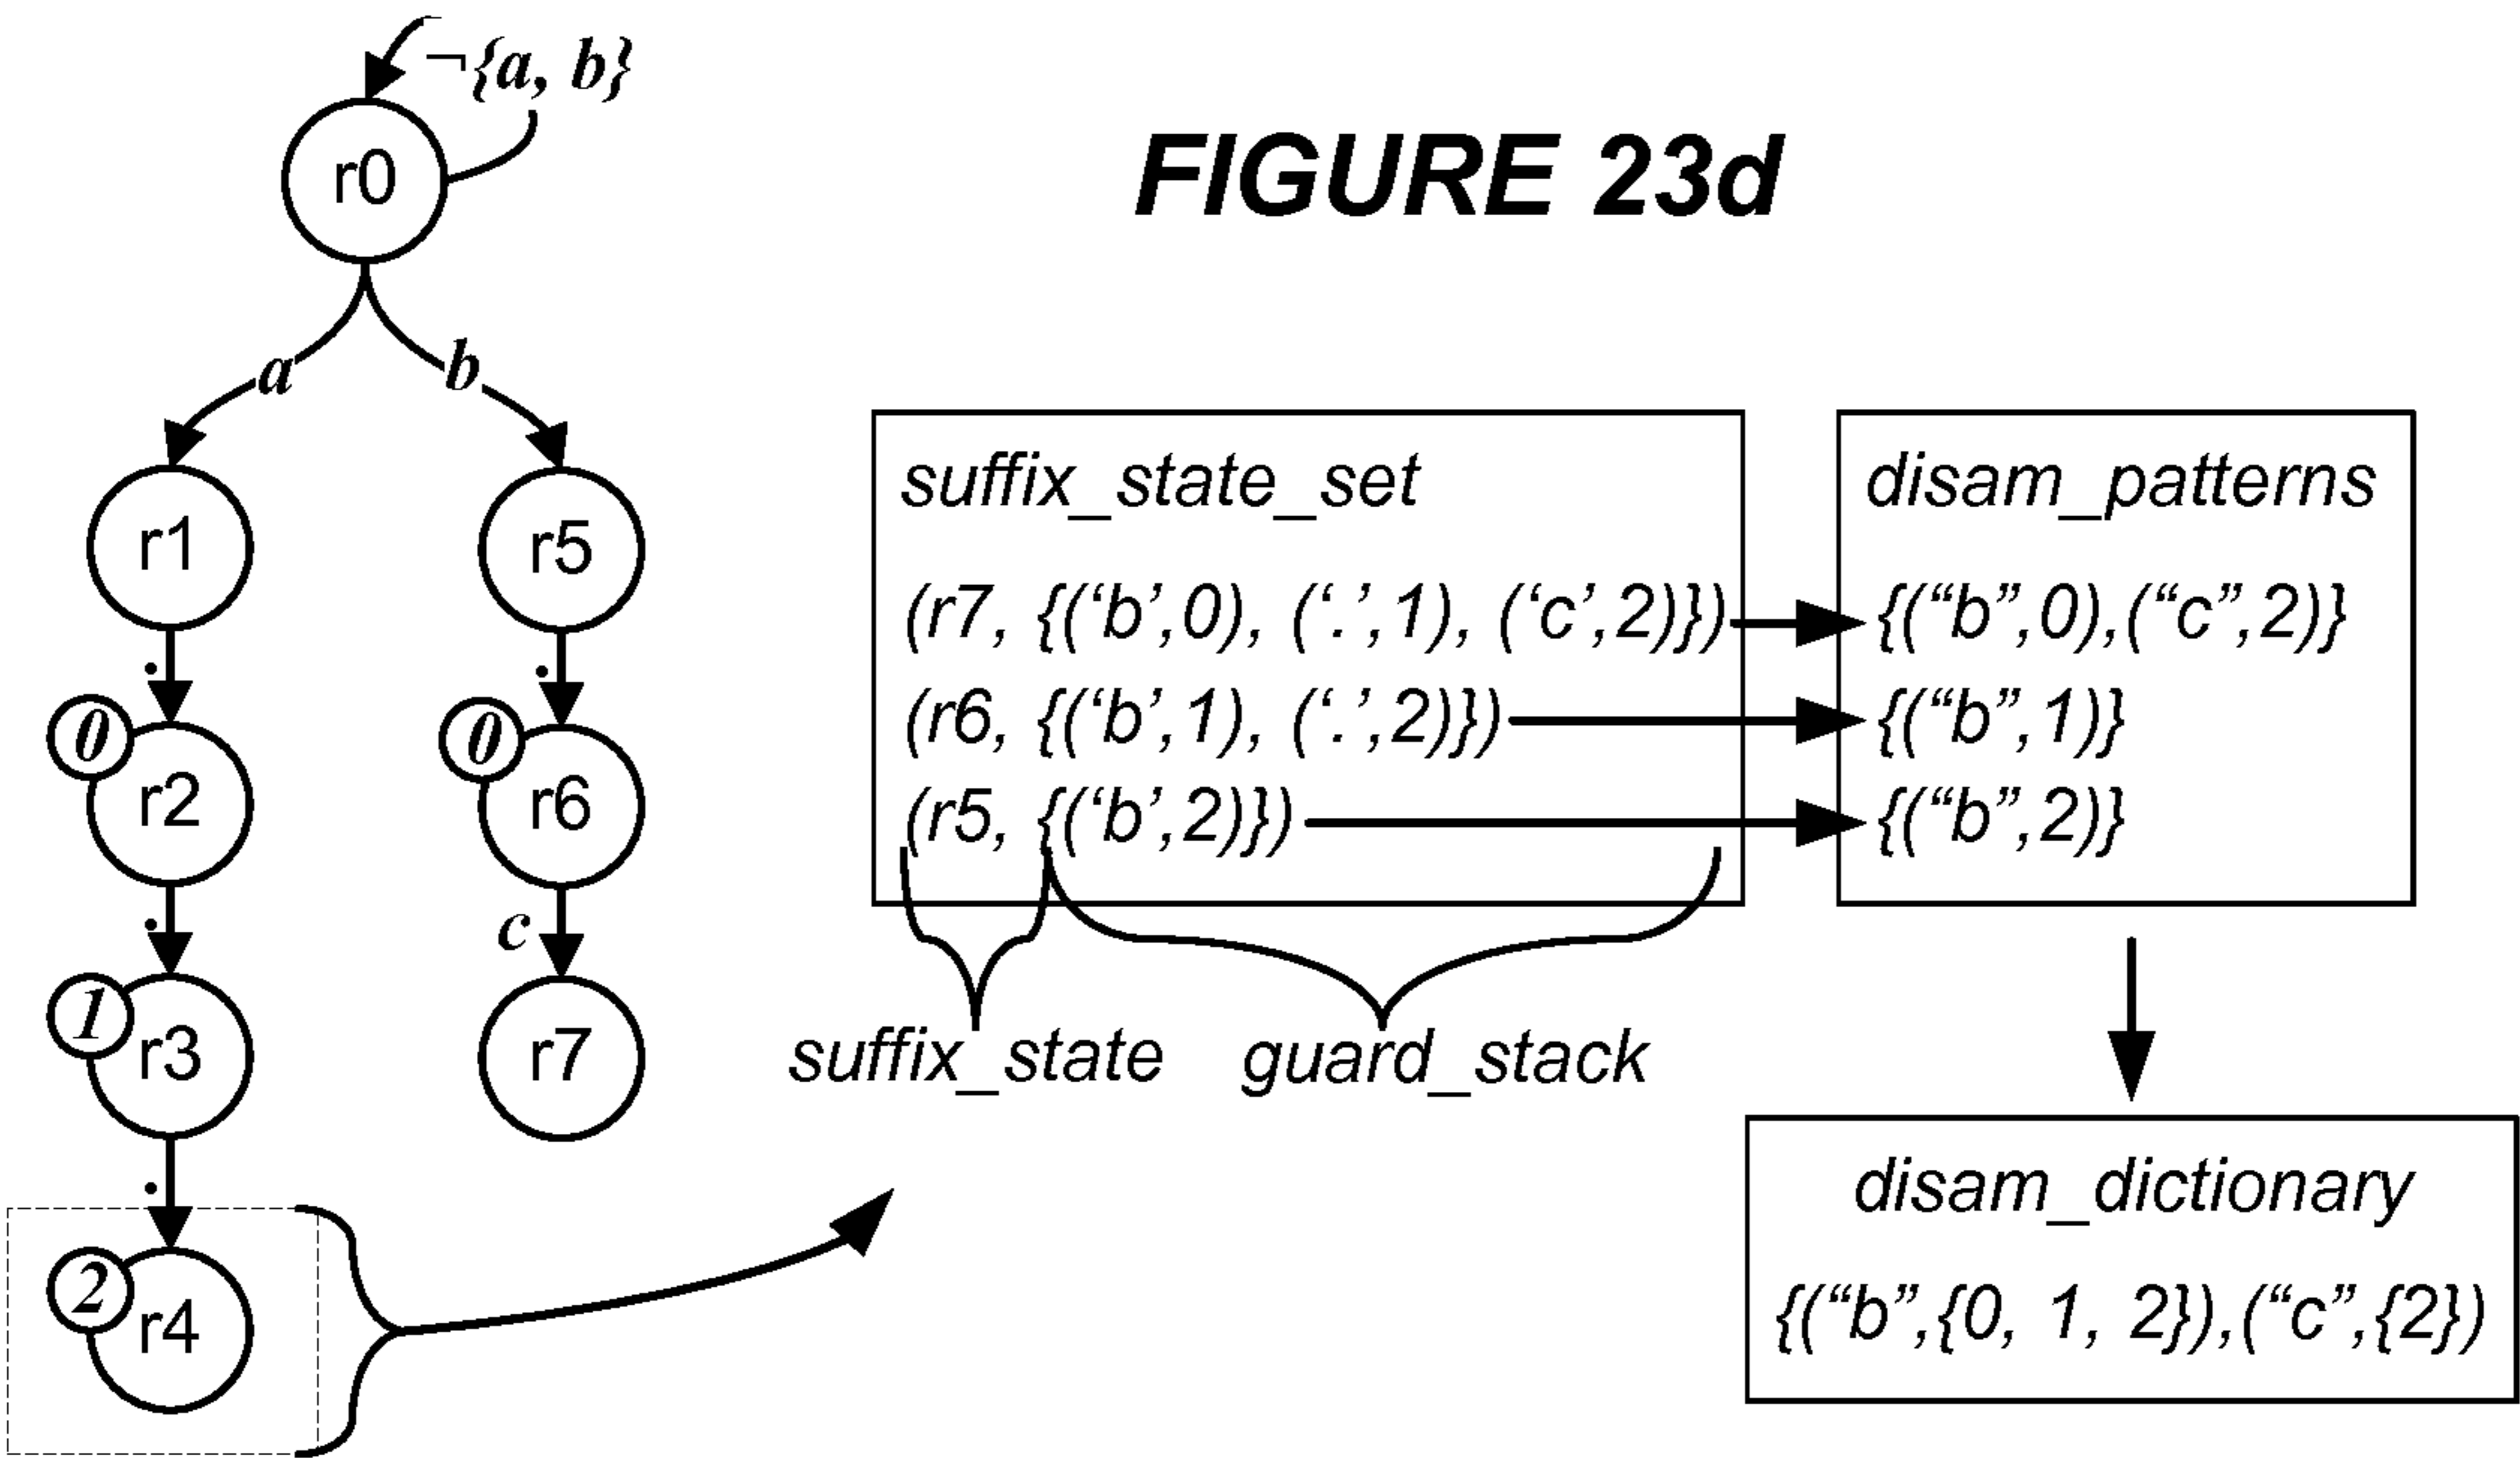 ¬{a, b}
r0
FIGURE 23d
a
b
r1
r5
.
.
0
r2
0
r6
.
c
1
r3
r7
.
2
r4
suffix_state_set
(r7, {(‘b’,0), (‘.’,1), (‘c’,2)})
(r6, {(‘b’,1), (‘.’,2)})
(r5, {(‘b’,2)})
suffix_state
guard_stack
disam_patterns
{(“b”,0),(“c”,2)}
{(“b”,1)}
{(“b”,2)}
disam_dictionary
{(“b”,{0, 1, 2}),(“c”,{2})